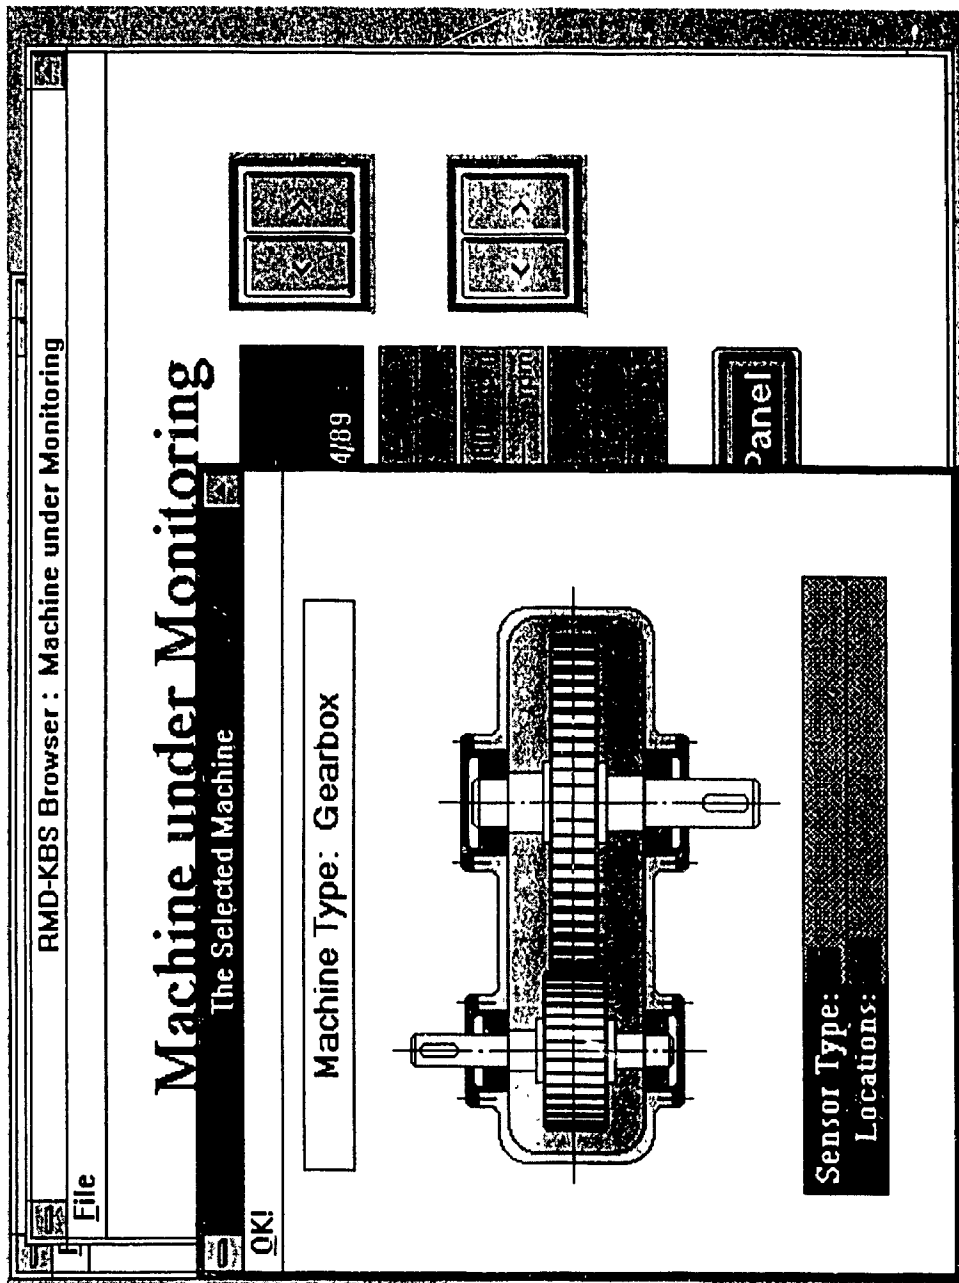 RMD-KBS Browser : Machine under Monitoring
File
Machine under Monitoring
4/89
rpm
Panel
The Selected Machine
OK!
Machine Type: Gearbox
Sensor Type:
Locations: